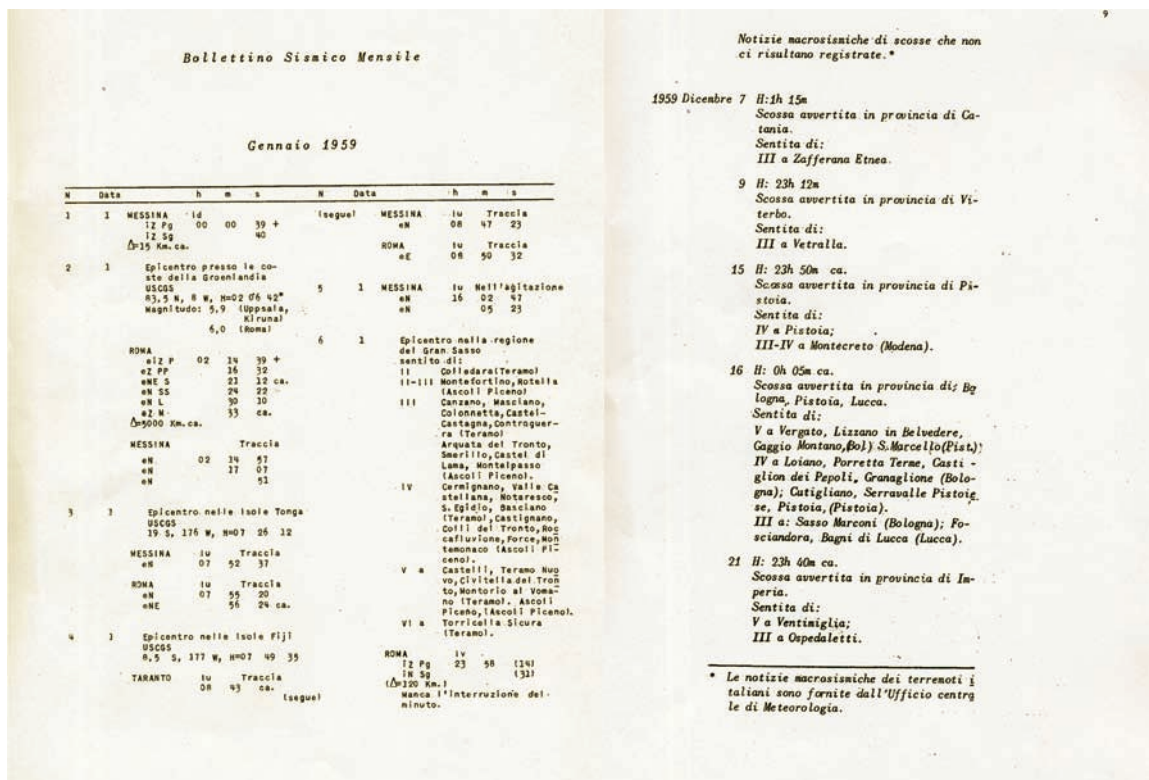 Bollettino Sismico Mensile
Gennaio 1959
N Data h m s
1 1 MESSINA Id
iZ Pg 00 00 39 +
iZ Sg 40
Δ=15 Km.ca.
2 1 Epicentro presso le co-
ste della Groenlandia
USCGS
83,5 N, 8 W, H=02 06 42*
Magnitudo: 5,9 (Uppsala,
Kiruna)
6,0 (Roma)
ROMA
eiZ P 02 14 39 +
eZ PP 16 32
eNE S 21 12 ca.
eN SS 24 22
eN L 30 10
eZ M 33 ca.
Δ=5000 Km.ca.
MESSINA Traccia
eN 02 14 57
eN 17 07
eN 51
3 1 Epicentro nelle Isole Tonga
USCGS
19 S, 176 W, H=07 26 12
MESSINA Iu Traccia
eN 07 52 37
ROMA Iu Traccia
eN 07 55 20
eNE 56 24 ca.
4 1 Epicentro nelle Isole Fiji
USCGS
8,5 S, 177 W, H=07 49 35
TARANTO Iu Traccia
08 43 ca.
(segue)
N Data h m s
(segue) MESSINA Iu Traccia
eN 08 47 23
ROMA Iu Traccia
eE 08 50 32
5 1 MESSINA Iu Nell'agitazione
eN 16 02 47
eN 05 23
6 1 Epicentro nella regione
del Gran Sasso
sentito di:
II Colledara(Teramo)
II-III Montefortino,Rotella
(Ascoli Piceno)
III Canzano, Masciano,
Colonnetta,Castel-
Castagna,Controguer-
ra (Teramo)
Arquata del Tronto,
Smerillo,Castel di
Lama, Montelpasso
(Ascoli Piceno).
IV Cermignano, Valle Ca
stellana, Notaresco,
S.Egidio, Basciano
(Teramo),Castignano,
Colli del Tronto,Roc
cafluvione,Force,Mon
temonaco (Ascoli Pi-
ceno).
V a Castelli, Teramo Nuo
vo,Civitella del Tron
to,Montorio al Voma-
no (Teramo). Ascoli
Piceno,(Ascoli Piceno).
VI a Torricella Sicura
(Teramo).
ROMA Iv
iZ Pg 23 58 (14)
iN Sg (31)
(Δ=120 Km.)
Manca l'interruzione del
minuto.
9
Notizie macrosismiche di scosse che non
ci risultano registrate.*
1959 Dicembre 7 H:1h 15m
Scossa avvertita in provincia di Ca-
tania.
Sentita di:
III a Zafferana Etnea.
9 H: 23h 12m
Scossa avvertita in provincia di Vi-
terbo.
Sentita di:
III a Vetralla.
15 H: 23h 50m ca.
Scossa avvertita in provincia di Pi-
stoia.
Sentita di:
IV a Pistoia;
III-IV a Montecreto (Modena).
16 H: 0h 05m ca.
Scossa avvertita in provincia di; Bo
logna, Pistoia, Lucca.
Sentita di:
V a Vergato, Lizzano in Belvedere,
Gaggio Montano,(Bol.) S.Marcello(Pist.);
IV a Loiano, Porretta Terme, Casti -
glion dei Pepoli, Granaglione (Bolo-
gna); Cutigliano, Serravalle Pistoie
se, Pistoia,(Pistoia).
III a: Sasso Marconi (Bologna); Fo-
sciandora, Bagni di Lucca (Lucca).
21 H: 23h 40m ca.
Scossa avvertita in provincia di Im-
peria.
Sentita di:
V a Ventimiglia;
III a Ospedaletti.
* Le notizie macrosismiche dei terremoti i
taliani sono fornite dall'Ufficio centra
le di Meteorologia.